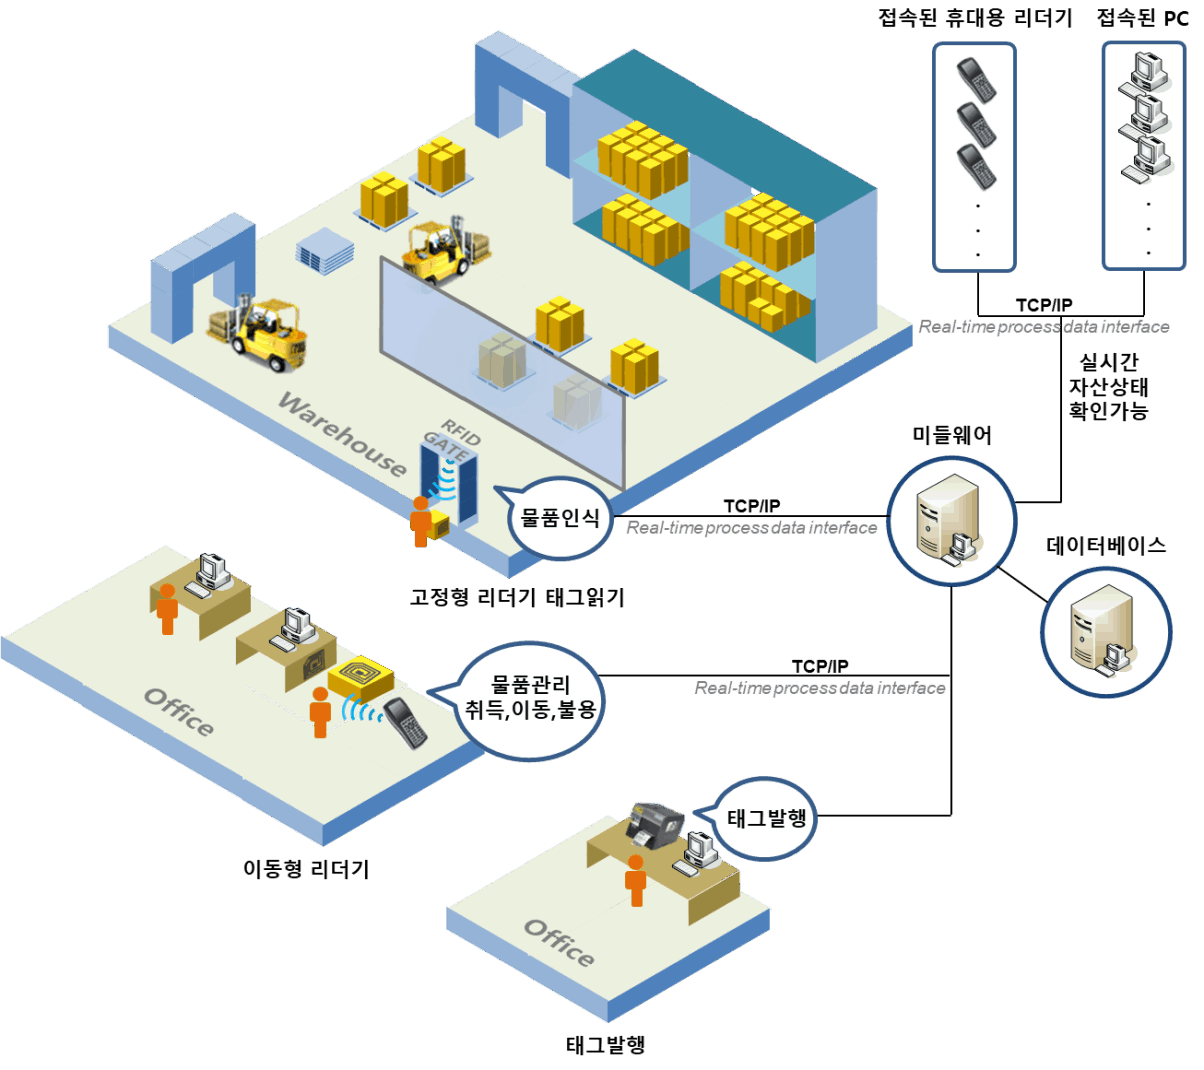 접속된 휴대용 리더기
접속된 PC
TCP/IP
Real-time process data interface
실시간
자산상태
확인가능
미들웨어
Warehouse
RFID
GATE
물품인식
TCP/IP
Real-time process data interface
데이터베이스
고정형 리더기 태그읽기
Office
물품관리
취득,이동,불용
TCP/IP
Real-time process data interface
이동형 리더기
태그발행
Office
태그발행